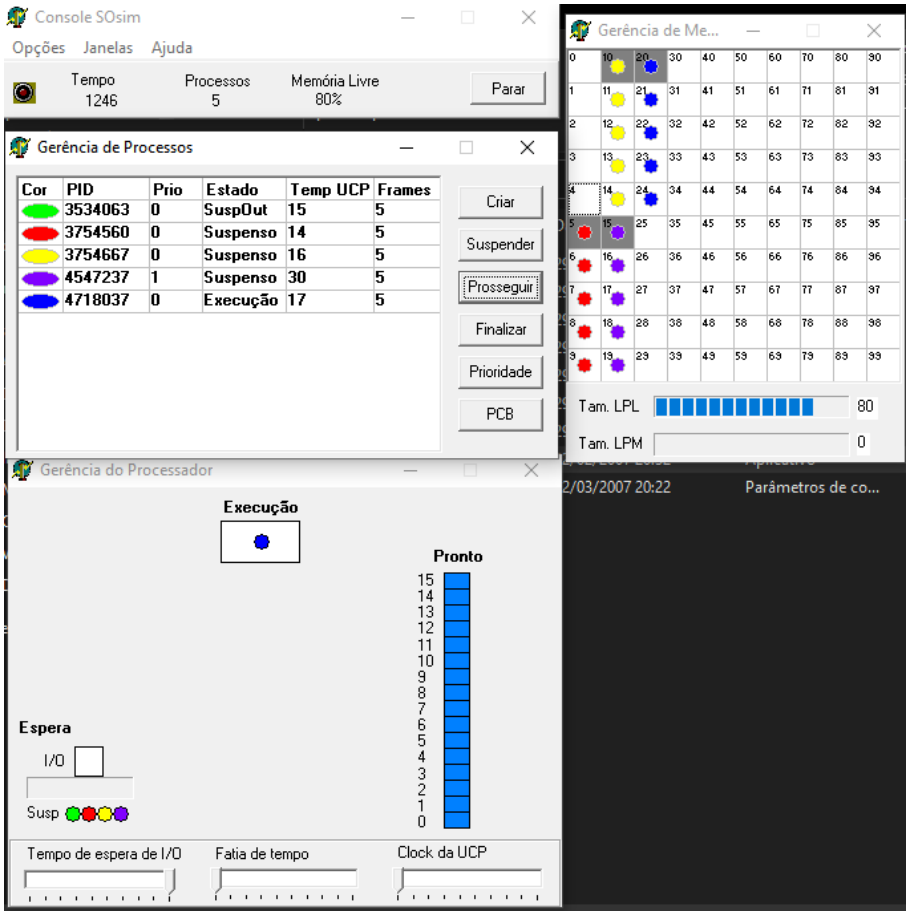 Console SOsim
Opções Janelas Ajuda
Tempo Processos Memória Livre
1246 5 80%
Parar
Gerência de Processos
Cor PID Prio Estado Temp UCP Frames
3534063 0 SuspOut 15 5
3754560 0 Suspenso 14 5
3754667 0 Suspenso 16 5
4547237 1 Suspenso 30 5
4718037 0 Execução 17 5
Criar
Suspender
Prosseguir
Finalizar
Prioridade
PCB
Gerência do Processador
Execução
Pronto
15
14
13
12
11
10
9
8
7
6
5
4
3
2
1
0
Espera
I/O
Susp
Tempo de espera de I/O Fatia de tempo Clock da UCP
Gerência de Me...
0 10 20 30 40 50 60 70 80 90
1 11 21 31 41 51 61 71 81 91
2 12 22 32 42 52 62 72 82 92
3 13 23 33 43 53 63 73 83 93
4 14 24 34 44 54 64 74 84 94
5 15 25 35 45 55 65 75 85 95
6 16 26 36 46 56 66 76 86 96
7 17 27 37 47 57 67 77 87 97
8 18 28 38 48 58 68 78 88 98
9 19 29 39 49 59 69 79 89 99
Tam. LPL 80
Tam. LPM 0
2/03/2007 20:22 Parâmetros de co...